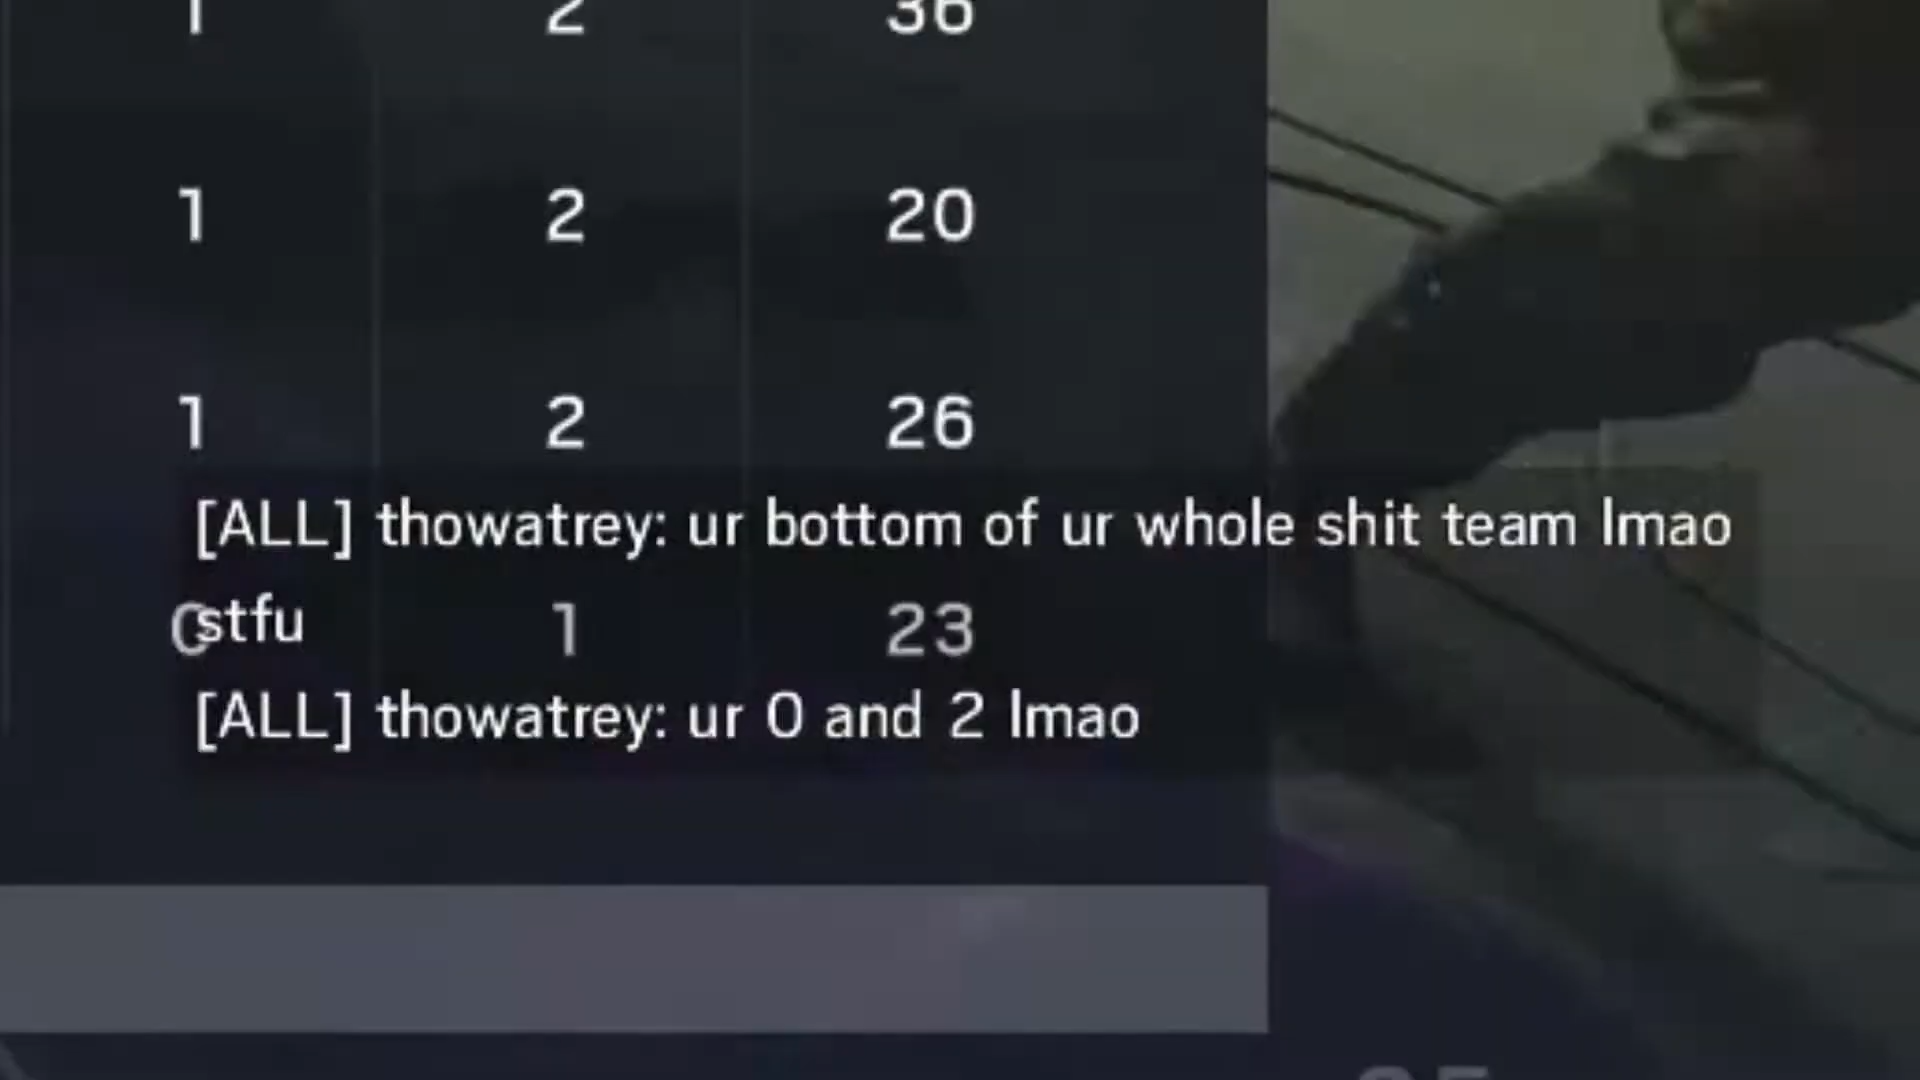 1 2 36
1 2 20
1 2 26
[ALL] thowatrey: ur bottom of ur whole shit team lmao
stfu
0 1 23
[ALL] thowatrey: ur 0 and 2 lmao